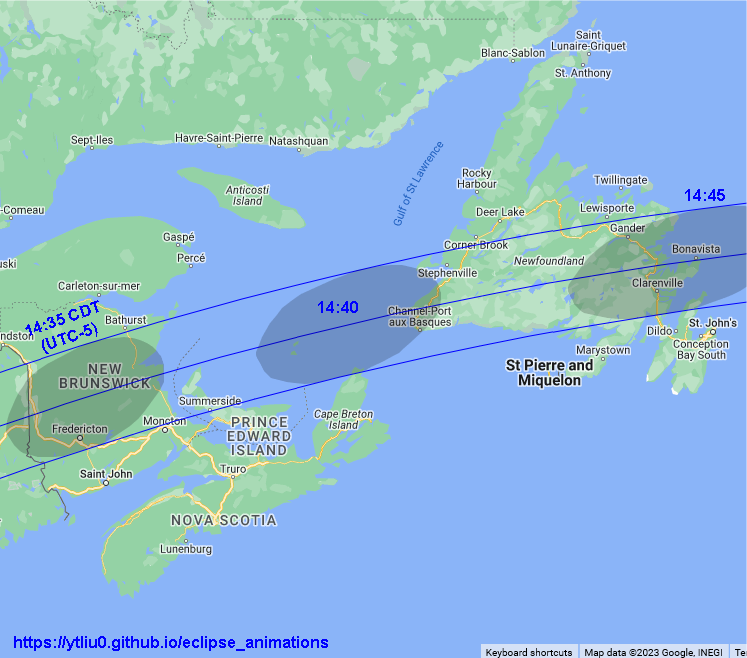 Saint
Lunaire-Griquet
Blanc-Sablon
St. Anthony
Sept-Iles
Havre-Saint-Pierre
Natashquan
Gulf of St Lawrence
Rocky
Harbour
Twillingate
14:45
Anticosti
Island
-Comeau
Deer Lake
Lewisporte
Gander
Gaspé
Corner Brook
Bonavista
uski
Percé
Newfoundland
Stephenville
Carleton-sur-mer
Clarenville
14:35 CDT
(UTC-5)
14:40
Bathurst
Channel-Port
aux Basques
St. John's
ndston
Dildo
Conception
Bay South
Marystown
St Pierre and
Miquelon
NEW
BRUNSWICK
Summerside
Cape Breton
Island
Fredericton
Moncton
PRINCE
EDWARD
ISLAND
Saint John
Truro
NOVA SCOTIA
Lunenburg
https://ytliu0.github.io/eclipse_animations
Keyboard shortcuts
Map data ©2023 Google, INEGI
Te